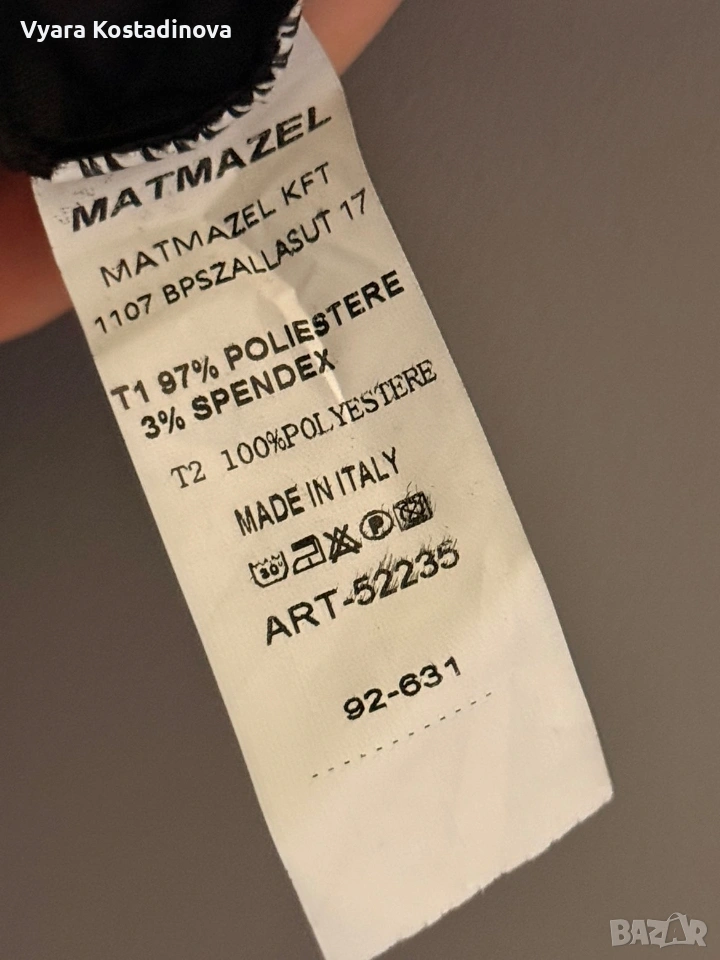 Vyara Kostadinova
MATMAZEL
MATMAZEL KFT
1107 BPSZALLASUT 17
T1 97% POLIESTERE
3% SPENDEX
T2 100%POLYESTERE
MADE IN ITALY
30 P
ART-52235
92-631
BAZAR